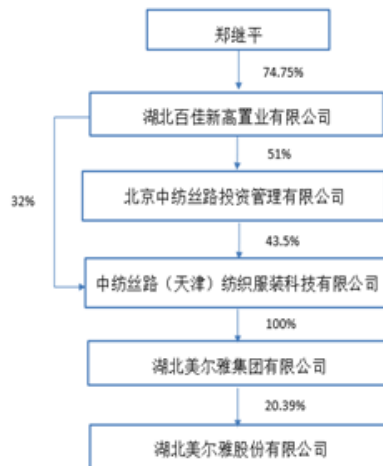 郑继平
74.75%
湖北百佳新高置业有限公司
51%
32%
北京中纺丝路投资管理有限公司
43.5%
中纺丝路（天津）纺织服装科技有限公司
100%
湖北美尔雅集团有限公司
20.39%
湖北美尔雅股份有限公司